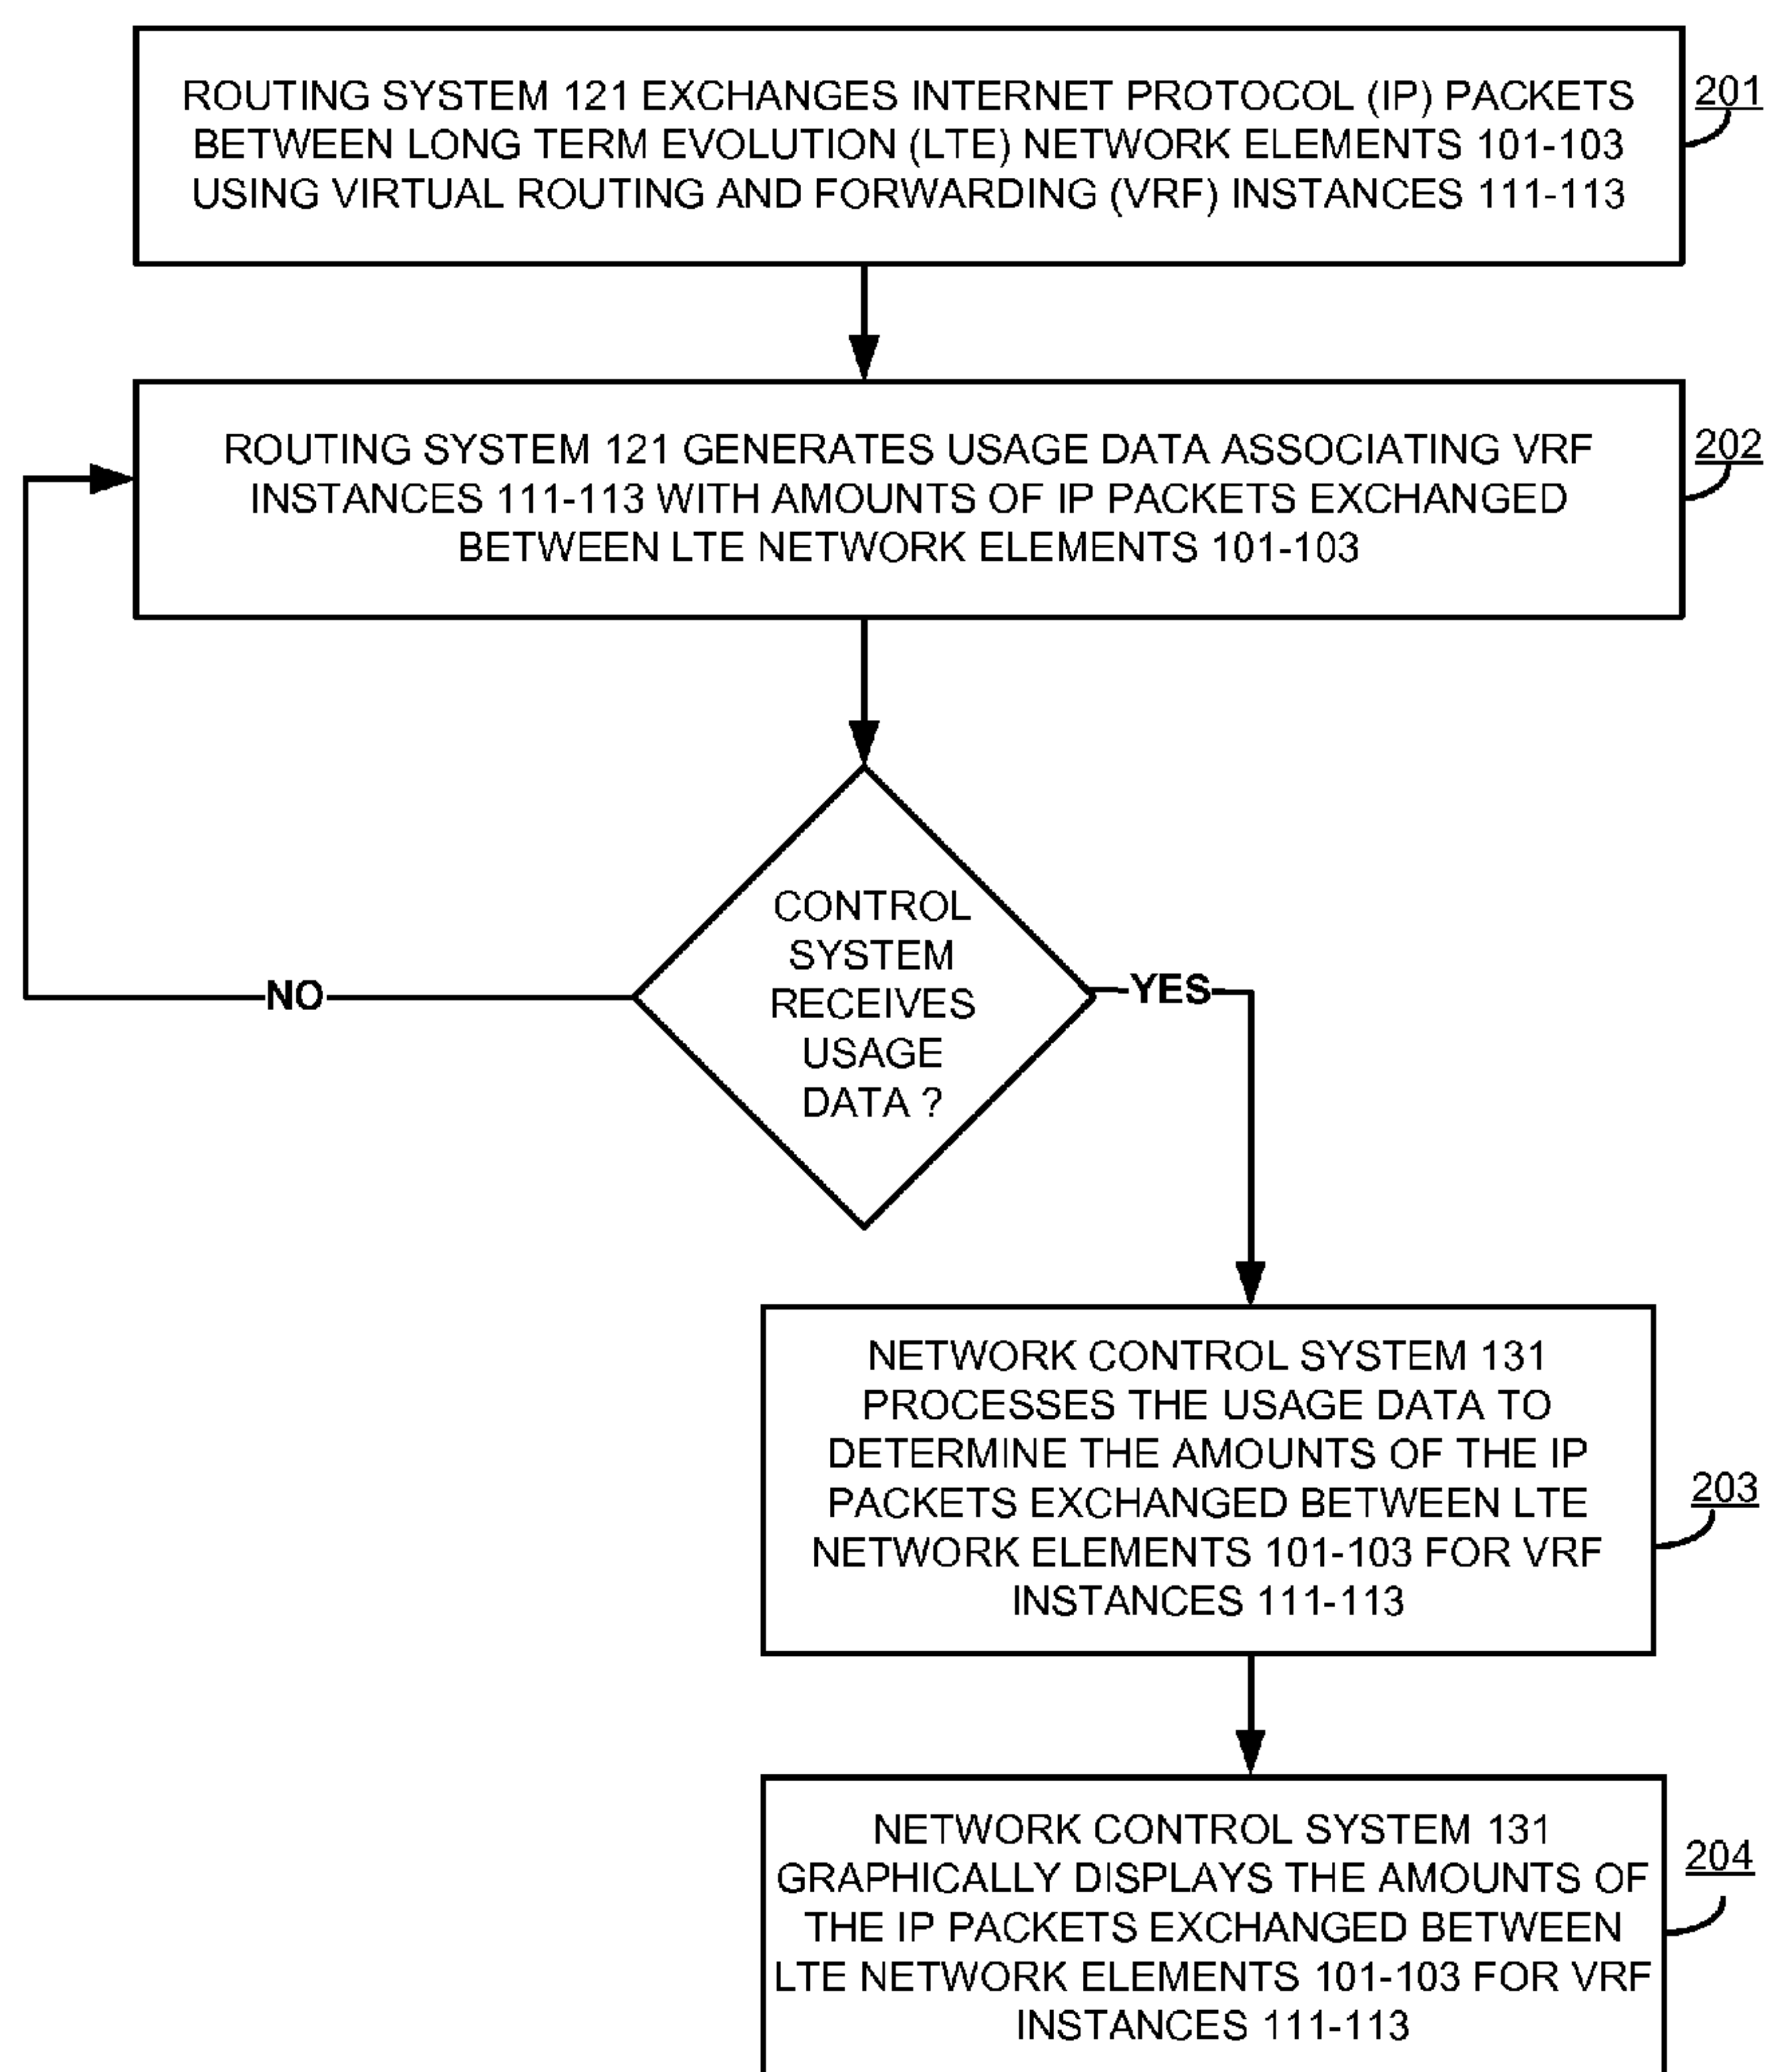 ROUTING SYSTEM 121 EXCHANGES INTERNET PROTOCOL (IP) PACKETS
BETWEEN LONG TERM EVOLUTION (LTE) NETWORK ELEMENTS 101-103
USING VIRTUAL ROUTING AND FORWARDING (VRF) INSTANCES 111-113
201
ROUTING SYSTEM 121 GENERATES USAGE DATA ASSOCIATING VRF
INSTANCES 111-113 WITH AMOUNTS OF IP PACKETS EXCHANGED
BETWEEN LTE NETWORK ELEMENTS 101-103
202
CONTROL
SYSTEM
RECEIVES
USAGE
DATA ?
NO
YES
NETWORK CONTROL SYSTEM 131
PROCESSES THE USAGE DATA TO
DETERMINE THE AMOUNTS OF THE IP
PACKETS EXCHANGED BETWEEN LTE
NETWORK ELEMENTS 101-103 FOR VRF
INSTANCES 111-113
203
NETWORK CONTROL SYSTEM 131
GRAPHICALLY DISPLAYS THE AMOUNTS OF
THE IP PACKETS EXCHANGED BETWEEN
LTE NETWORK ELEMENTS 101-103 FOR VRF
INSTANCES 111-113
204